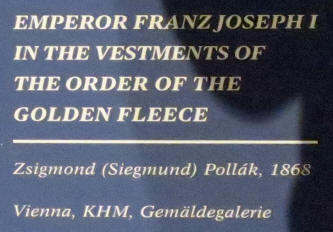 EMPEROR FRANZ JOSEPH I
IN THE VESTMENTS OF
THE ORDER OF THE
GOLDEN FLEECE
Zsigmond (Siegmund) Pollák, 1868
Vienna, KHM, Gemäldegalerie